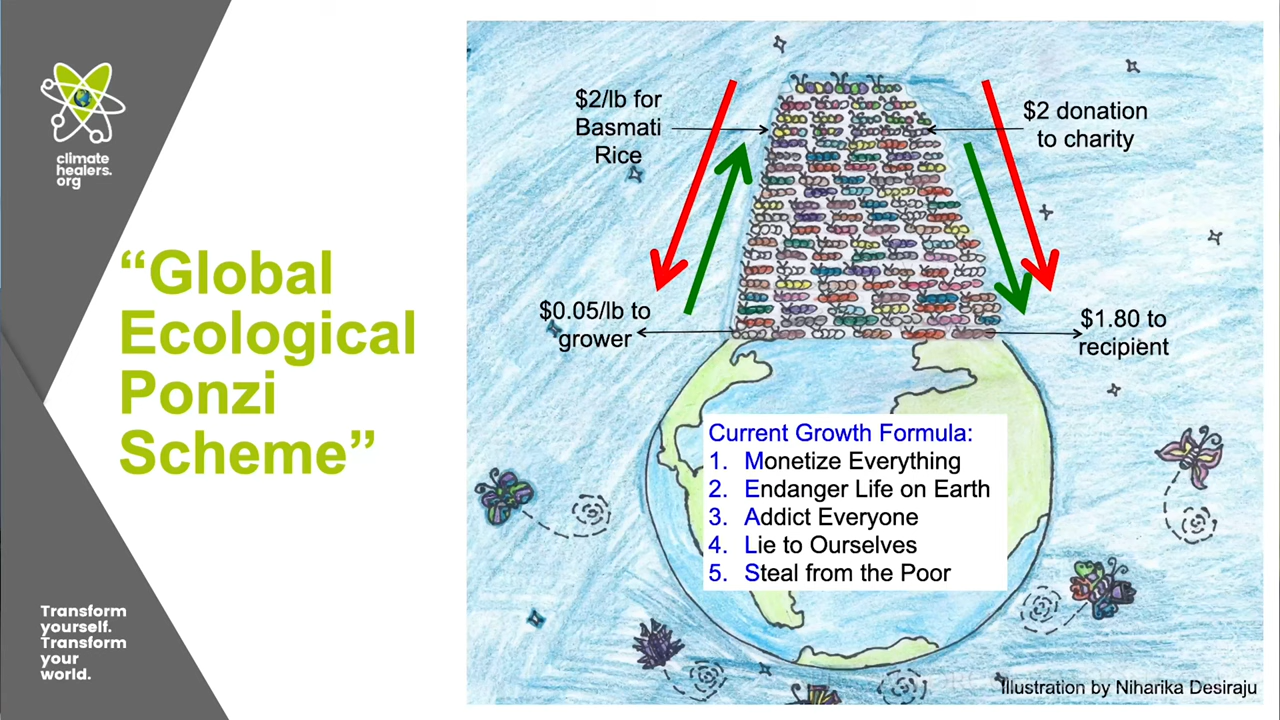 climate
healers.
org
“Global
Ecological
Ponzi
Scheme”
Transform
yourself.
Transform
your
world.
$2/lb for
Basmati
Rice
$2 donation
to charity
$0.05/lb to
grower
$1.80 to
recipient
Current Growth Formula:
1. Monetize Everything
2. Endanger Life on Earth
3. Addict Everyone
4. Lie to Ourselves
5. Steal from the Poor
Illustration by Niharika Desiraju